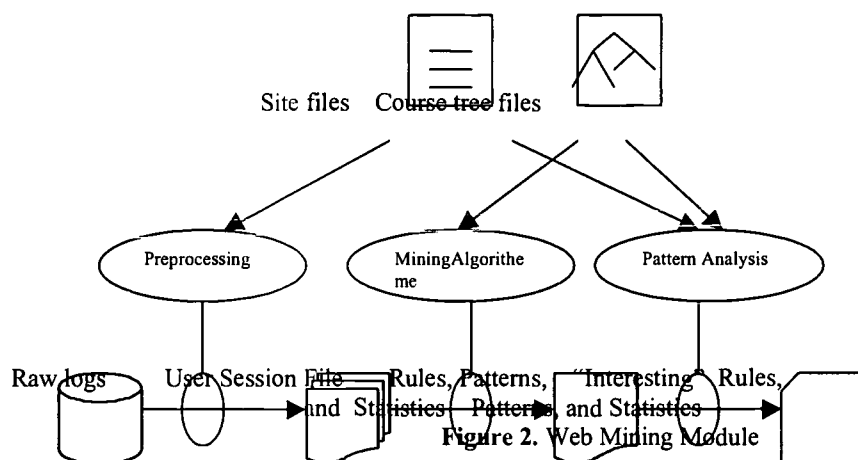 Site files Course tree files
Preprocessing
MiningAlgorithe
me
Pattern Analysis
Raw logs User Session File Rules, Patterns, “Interesting” Rules,
and Statistics Patterns, and Statistics
Figure 2. Web Mining Module